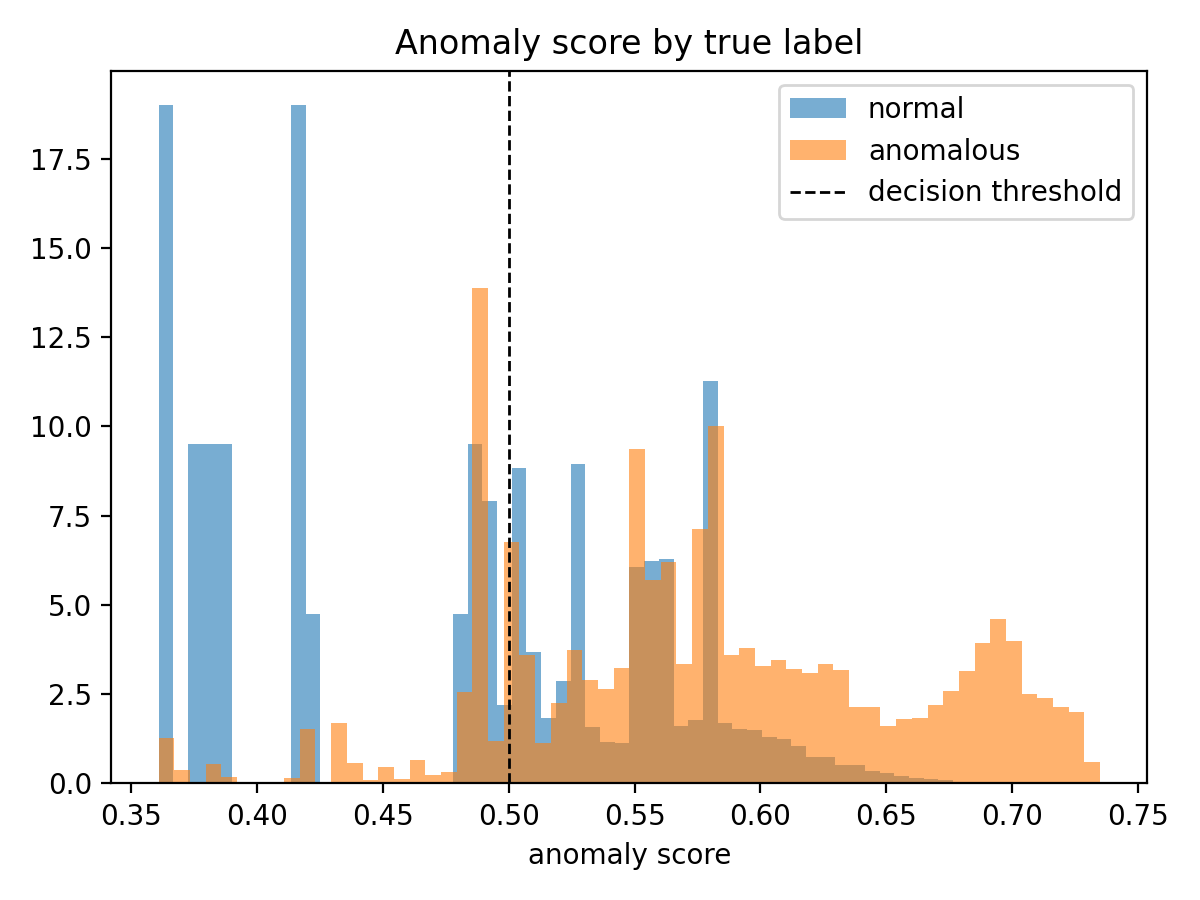 Anomaly score by true label
normal
anomalous
decision threshold
17.5
15.0
12.5
10.0
7.5
5.0
2.5
0.0
0.35 0.40 0.45 0.50 0.55 0.60 0.65 0.70 0.75
anomaly score